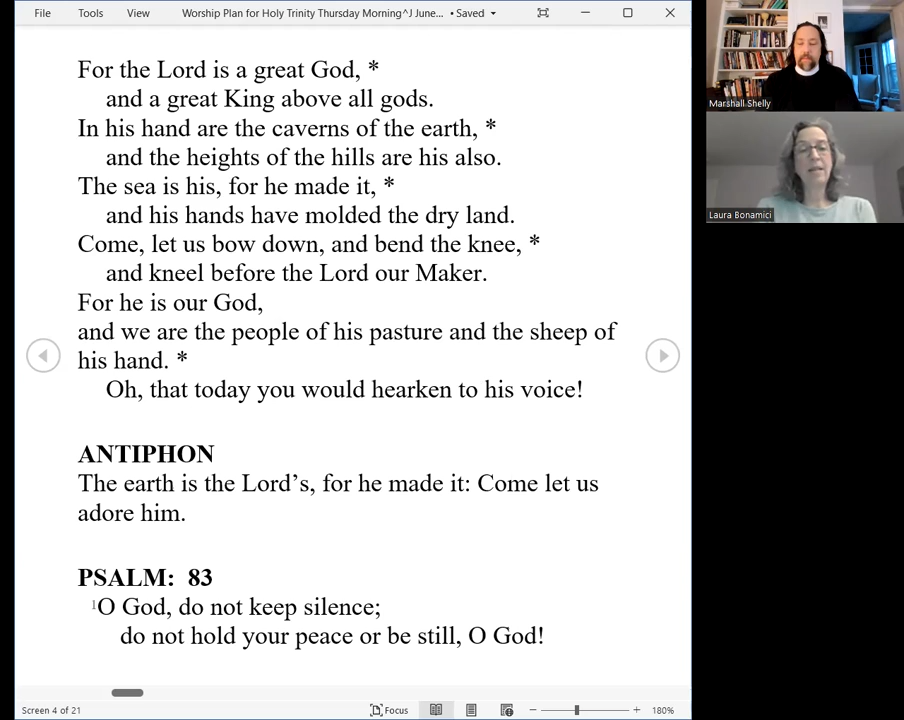 File Tools View Worship Plan for Holy Trinity Thursday Morning^J June... • Saved
For the Lord is a great God, *
and a great King above all gods.
In his hand are the caverns of the earth, *
and the heights of the hills are his also.
The sea is his, for he made it, *
and his hands have molded the dry land.
Come, let us bow down, and bend the knee, *
and kneel before the Lord our Maker.
For he is our God,
and we are the people of his pasture and the sheep of
his hand. *
Oh, that today you would hearken to his voice!
ANTIPHON
The earth is the Lord’s, for he made it: Come let us
adore him.
PSALM: 83
1O God, do not keep silence;
do not hold your peace or be still, O God!
Screen 4 of 21 Focus 180%
Marshall Shelly
Laura Bonamici